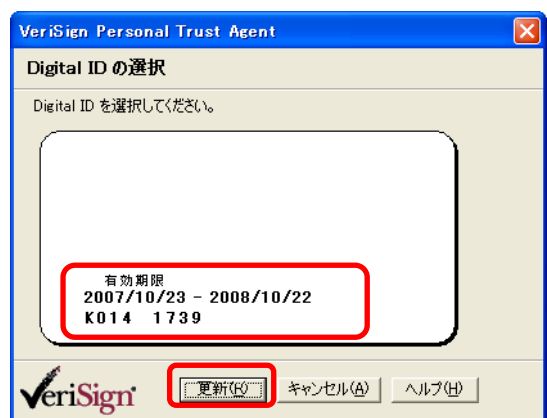 VeriSign Personal Trust Agent
Digital ID の選択
Digital ID を選択してください。
有効期限
2007/10/23 - 2008/10/22
K014 1739
VeriSign 更新(R) キャンセル(A) ヘルプ(H)